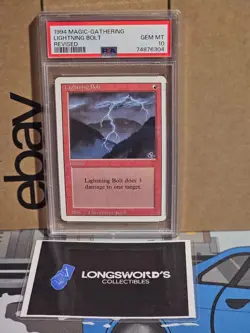 1994 MAGIC-GATHERING
LIGHTNING BOLT
REVISED
GEM MT
10
PSA
74876304
ebay
Lightning Bolt
Lightning Bolt does 3
damage to one target.
LONGSWORD'S
COLLECTIBLES